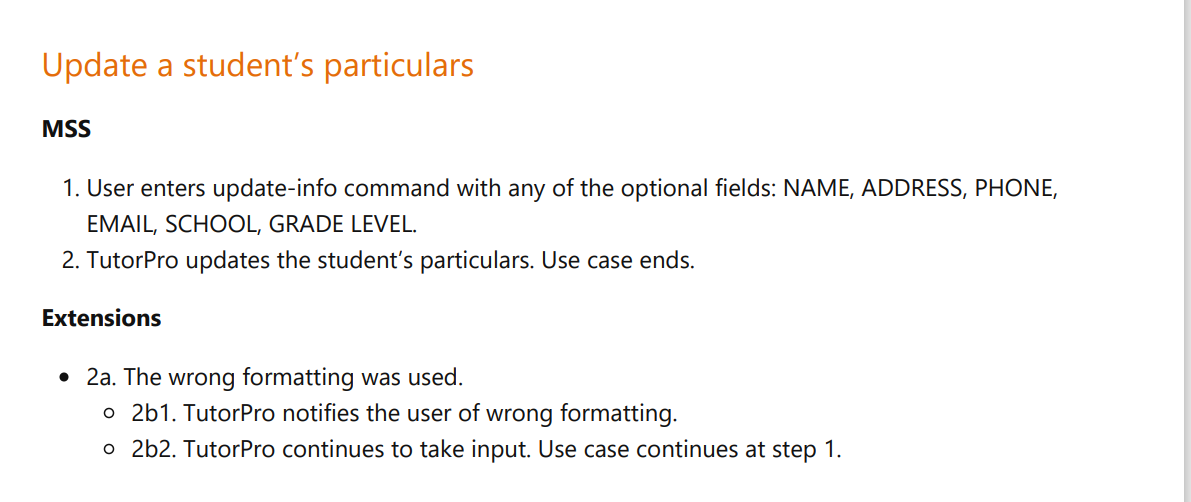 Update a student’s particulars
MSS
1. User enters update-info command with any of the optional fields: NAME, ADDRESS, PHONE,
EMAIL, SCHOOL, GRADE LEVEL.
2. TutorPro updates the student’s particulars. Use case ends.
Extensions
• 2a. The wrong formatting was used.
◦ 2b1. TutorPro notifies the user of wrong formatting.
◦ 2b2. TutorPro continues to take input. Use case continues at step 1.